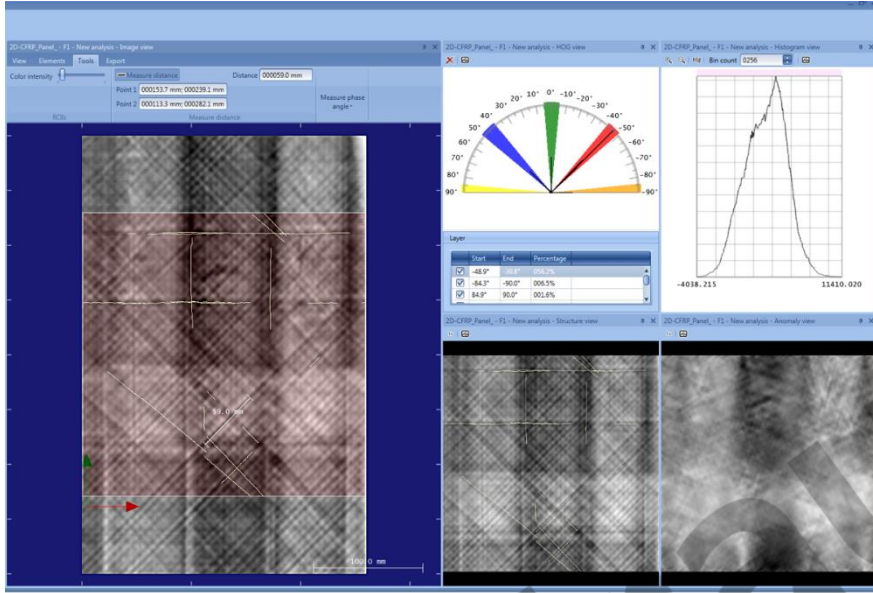 2D-CFRP_Panel_ - F1 - New analysis - Image view
View Elements Tools Export
Color intensity
Measure distance
Distance 000059.0 mm
Point 1 000153.7 mm; 000239.1 mm
Point 2 000113.3 mm; 000282.1 mm
Measure phase
angle
ROIs
Measure distance
59.0 mm
100.0 mm
2D-CFRP_Panel_ - F1 - New analysis - HOG view
90° 80° 70° 60° 50° 40° 30° 20° 10° 0° -10° -20° -30° -40° -50° -60° -70° -80° -90°
Layer
Start End Percentage
-48.9°
-84.3° -90.0° 006.5%
84.9° 90.0° 001.6%
2D-CFRP_Panel_ - F1 - New analysis - Histogram view
Bin count 0256
-4038.215 11410.020
2D-CFRP_Panel_ - F1 - New analysis - Structure view
2D-CFRP_Panel_ - F1 - New analysis - Anomaly view